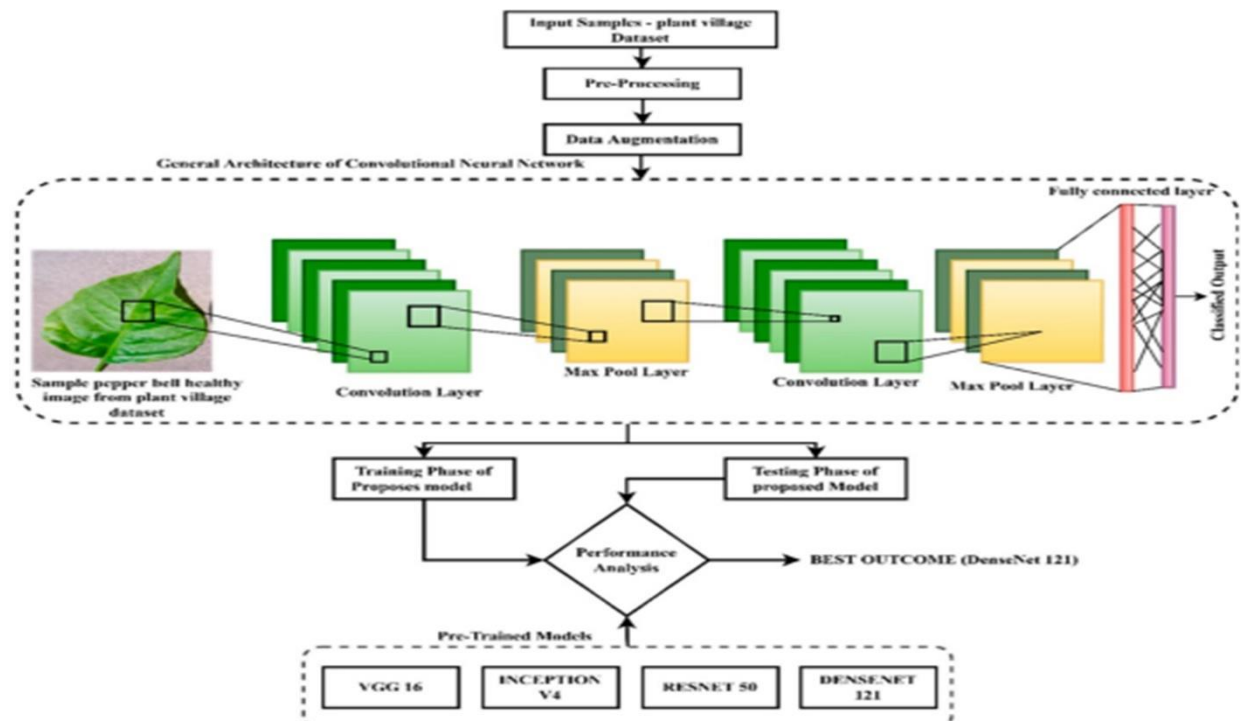 Input Samples - plant village
Dataset
Pre-Processing
Data Augmentation
General Architecture of Convolutional Neural Network
Fully connected layer
Classified Output
Sample pepper bell healthy
image from plant village
dataset
Convolution Layer
Max Pool Layer
Convolution Layer
Max Pool Layer
Training Phase of
Proposes model
Testing Phase of
proposed Model
Performance
Analysis
BEST OUTCOME (DenseNet 121)
Pre-Trained Models
VGG 16
INCEPTION
V4
RESNET 50
DENSENET
121